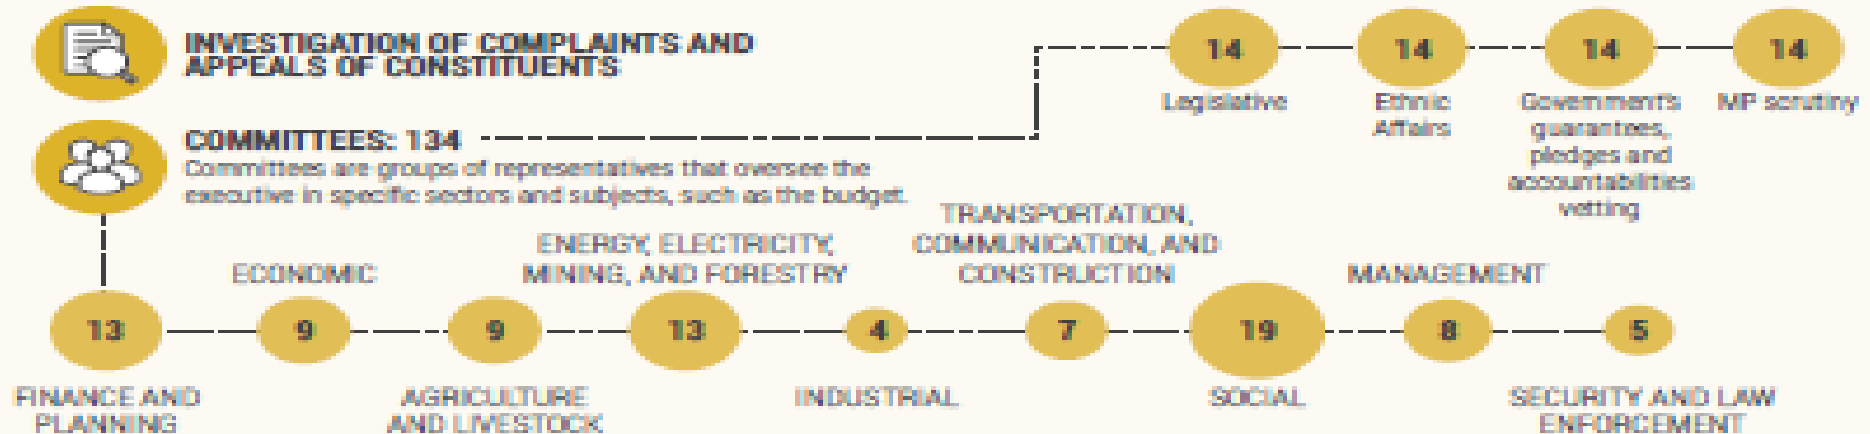 INVESTIGATION OF COMPLAINTS AND
APPEALS OF CONSTITUENTS
COMMITTEES: 134
Committees are groups of representatives that oversee the
executive in specific sectors and subjects, such as the budget.
14
Legislative
14
Ethnic
Affairs
14
Government's
guarantees,
pledges and
accountabilities
vetting
14
MP scrutiny
13
FINANCE AND
PLANNING
ECONOMIC
9
9
AGRICULTURE
AND LIVESTOCK
ENERGY, ELECTRICITY,
MINING, AND FORESTRY
13
4
INDUSTRIAL
TRANSPORTATION,
COMMUNICATION, AND
CONSTRUCTION
7
19
SOCIAL
MANAGEMENT
8
5
SECURITY AND LAW
ENFORCEMENT